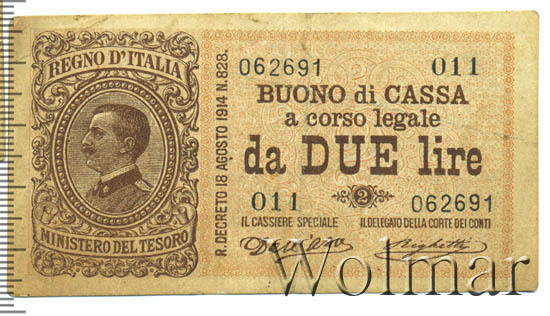 REGNO D'ITALIA
MINISTERO DEL TESORO
R. DECRETO 18 AGOSTO 1914 N. 828.
062691 011
BUONO di CASSA
a corso legale
da DUE lire
011 2 062691
IL CASSIERE SPECIALE IL DELEGATO DELLA CORTE DEI CONTI
Righetti
Wolmar